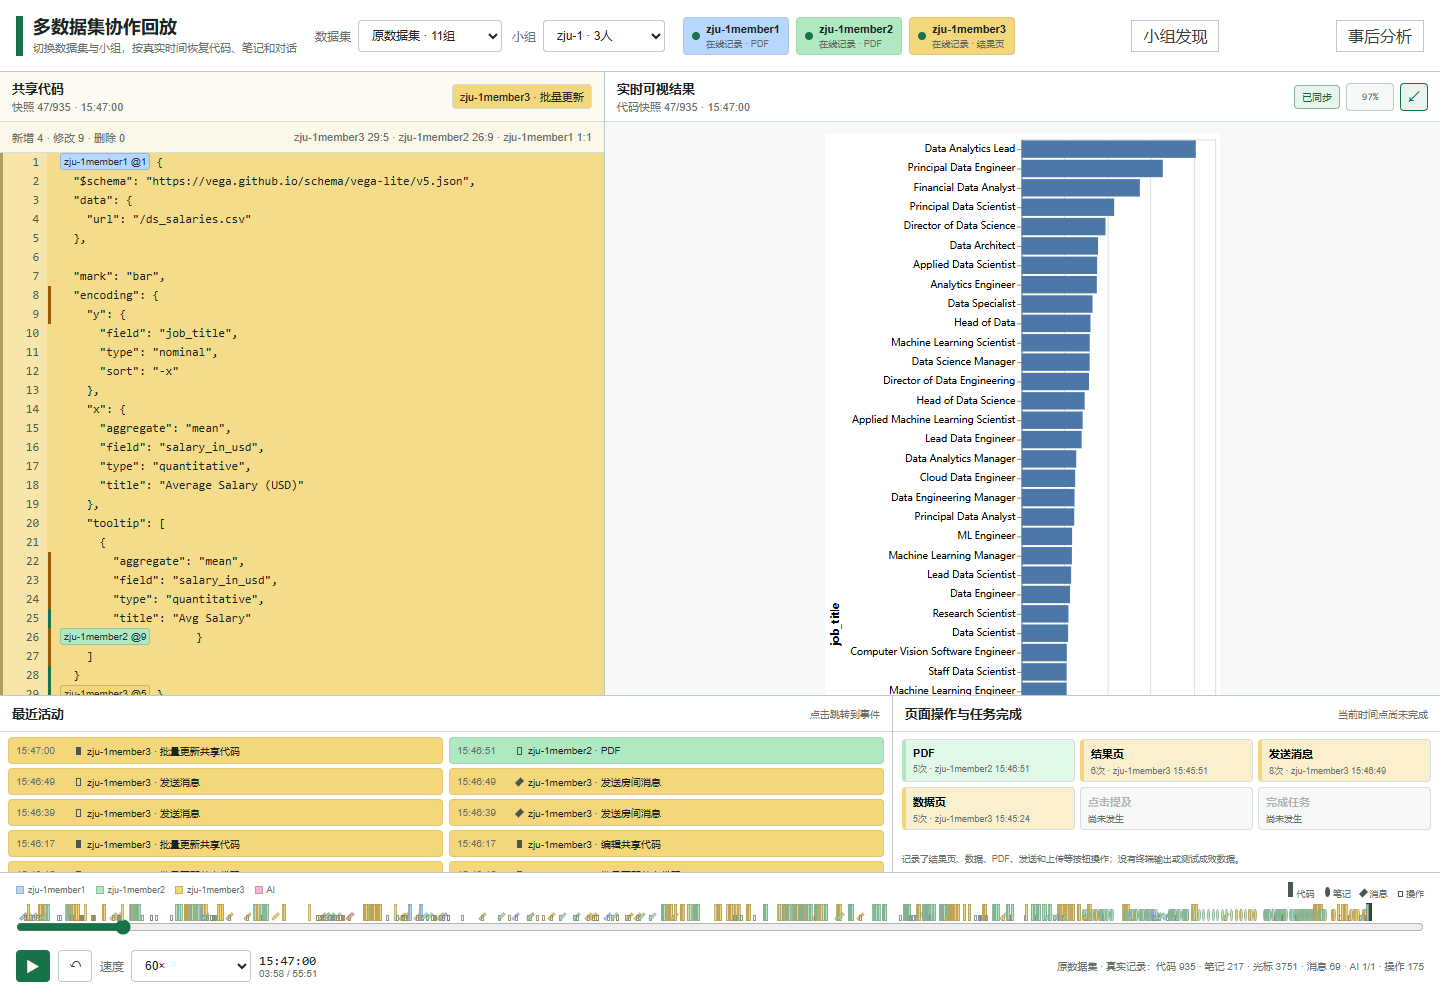 多数据集协作回放
切换数据集与小组，按真实时间恢复代码、笔记和对话
数据集
原数据集 · 11组
小组
zju-1 · 3人
zju-1member1
在线记录 · PDF
zju-1member2
在线记录 · PDF
zju-1member3
在线记录 · 结果页
小组发现
事后分析
共享代码
快照 47/935 · 15:47:00
zju-1member3 · 批量更新
新增 4 · 修改 9 · 删除 0
zju-1member3 29:5 · zju-1member2 26:9 · zju-1member1 1:1
1 zju-1member1 @1 {
2 "$schema": "https://vega.github.io/schema/vega-lite/v5.json",
3 "data": {
4 "url": "/ds_salaries.csv"
5 },
6
7 "mark": "bar",
8 "encoding": {
9 "y": {
10 "field": "job_title",
11 "type": "nominal",
12 "sort": "-x"
13 },
14 "x": {
15 "aggregate": "mean",
16 "field": "salary_in_usd",
17 "type": "quantitative",
18 "title": "Average Salary (USD)"
19 },
20 "tooltip": [
21 {
22 "aggregate": "mean",
23 "field": "salary_in_usd",
24 "type": "quantitative",
25 "title": "Avg Salary"
26 zju-1member2 @9 }
27 ]
28 }
29 zju-1member3 @5 }
实时可视结果
代码快照 47/935 · 15:47:00
已同步
97%
Data Analytics Lead
Principal Data Engineer
Financial Data Analyst
Principal Data Scientist
Director of Data Science
Data Architect
Applied Data Scientist
Analytics Engineer
Data Specialist
Head of Data
Machine Learning Scientist
Data Science Manager
Director of Data Engineering
Head of Data Science
Applied Machine Learning Scientist
Lead Data Engineer
Data Analytics Manager
Cloud Data Engineer
Data Engineering Manager
Principal Data Analyst
ML Engineer
Machine Learning Manager
Lead Data Scientist
Data Engineer
Research Scientist
Data Scientist
Computer Vision Software Engineer
Staff Data Scientist
Machine Learning Engineer
job_title
最近活动
点击跳转到事件
15:47:00 zju-1member3 · 批量更新共享代码
15:46:51 zju-1member2 · PDF
15:46:49 zju-1member3 · 发送消息
15:46:49 zju-1member3 · 发送房间消息
15:46:39 zju-1member3 · 发送消息
15:46:39 zju-1member3 · 发送房间消息
15:46:17 zju-1member3 · 批量更新共享代码
15:46:17 zju-1member3 · 编辑共享代码
页面操作与任务完成
当前时间点尚未完成
PDF
5次 · zju-1member2 15:46:51
结果页
6次 · zju-1member3 15:45:51
发送消息
8次 · zju-1member3 15:46:49
数据页
5次 · zju-1member3 15:45:24
点击提及
尚未发生
完成任务
尚未发生
记录了结果页、数据、PDF、发送和上传等按钮操作；没有终端输出或测试成败数据。
zju-1member1
zju-1member2
zju-1member3
AI
代码
笔记
消息
操作
速度
60×
15:47:00
03:58 / 55:51
原数据集 · 真实记录：代码 935 · 笔记 217 · 光标 3751 · 消息 69 · AI 1/1 · 操作 175